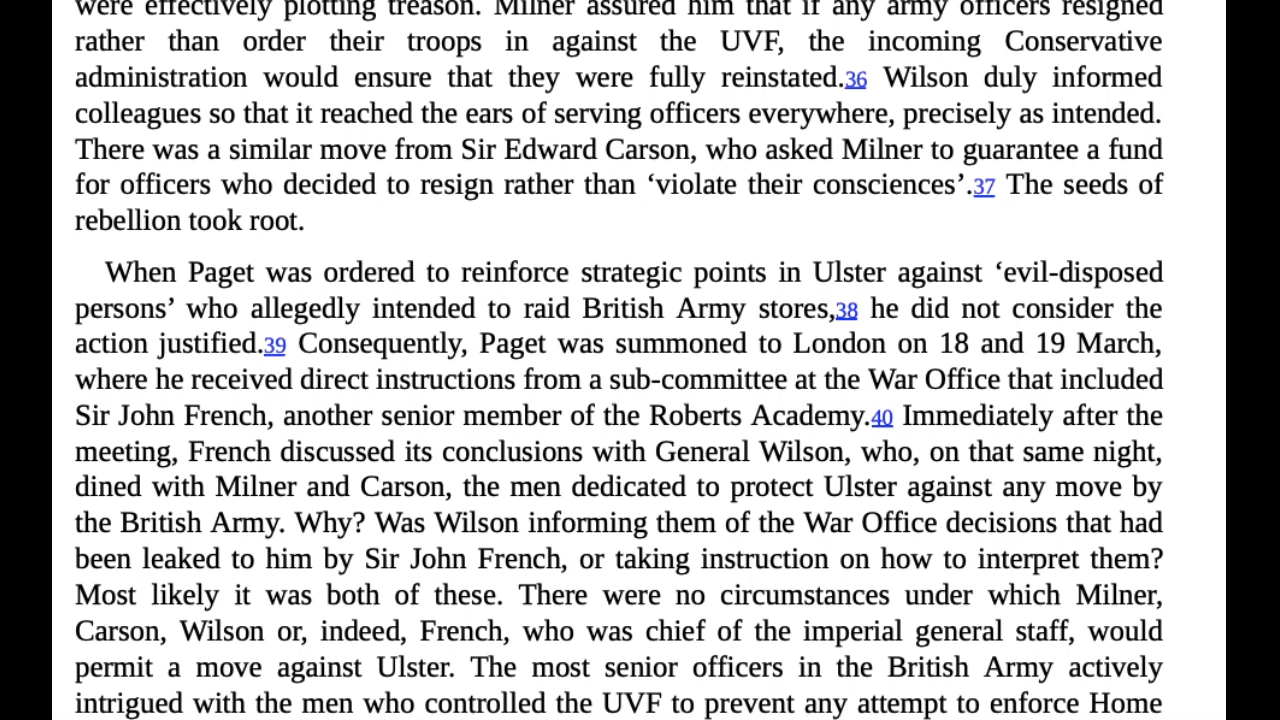 were effectively plotting treason. Milner assured him that if any army officers resigned
rather than order their troops in against the UVF, the incoming Conservative
administration would ensure that they were fully reinstated.36 Wilson duly informed
colleagues so that it reached the ears of serving officers everywhere, precisely as intended.
There was a similar move from Sir Edward Carson, who asked Milner to guarantee a fund
for officers who decided to resign rather than ‘violate their consciences’.37 The seeds of
rebellion took root.
When Paget was ordered to reinforce strategic points in Ulster against ‘evil-disposed
persons’ who allegedly intended to raid British Army stores,38 he did not consider the
action justified.39 Consequently, Paget was summoned to London on 18 and 19 March,
where he received direct instructions from a sub-committee at the War Office that included
Sir John French, another senior member of the Roberts Academy.40 Immediately after the
meeting, French discussed its conclusions with General Wilson, who, on that same night,
dined with Milner and Carson, the men dedicated to protect Ulster against any move by
the British Army. Why? Was Wilson informing them of the War Office decisions that had
been leaked to him by Sir John French, or taking instruction on how to interpret them?
Most likely it was both of these. There were no circumstances under which Milner,
Carson, Wilson or, indeed, French, who was chief of the imperial general staff, would
permit a move against Ulster. The most senior officers in the British Army actively
intrigued with the men who controlled the UVF to prevent any attempt to enforce Home